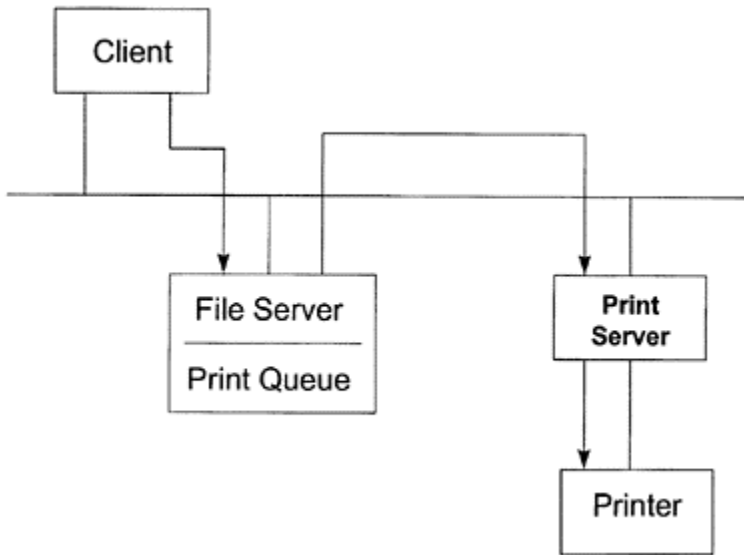 Client
File Server
Print Queue
Print
Server
Printer